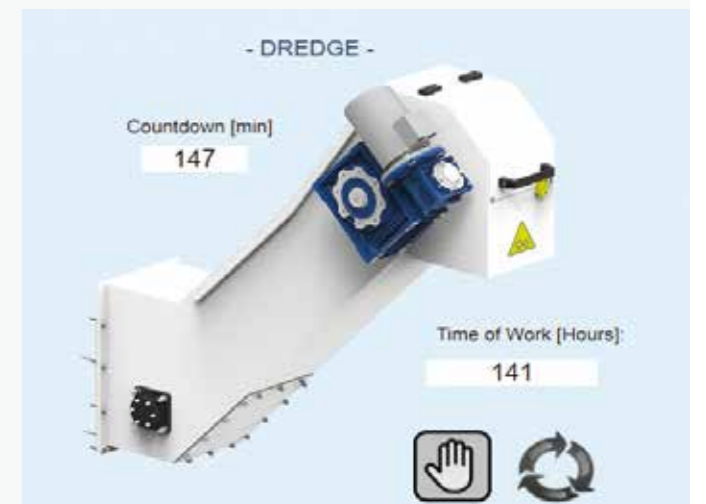 - DREDGE -
Countdown [min]
147
Time of Work [Hours]:
141